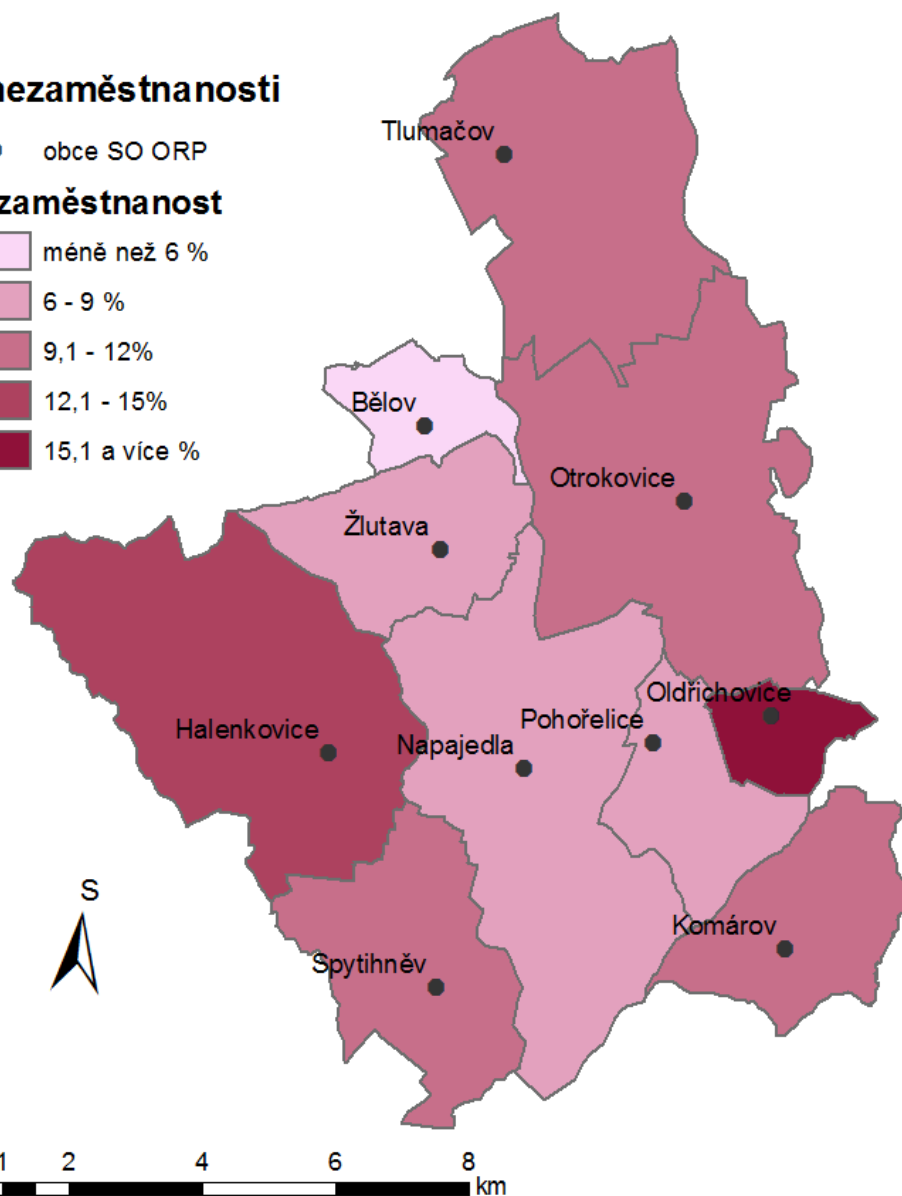 nezaměstnanosti
obce SO ORP
zaměstnanost
méně než 6 %
6 - 9 %
9,1 - 12%
12,1 - 15%
15,1 a více %
Tlumačov
Bělov
Otrokovice
Žlutava
Oldřichovice
Pohořelice
Halenkovice
Napajedla
S
Komárov
Spytihněv
1 2 4 6 8
km